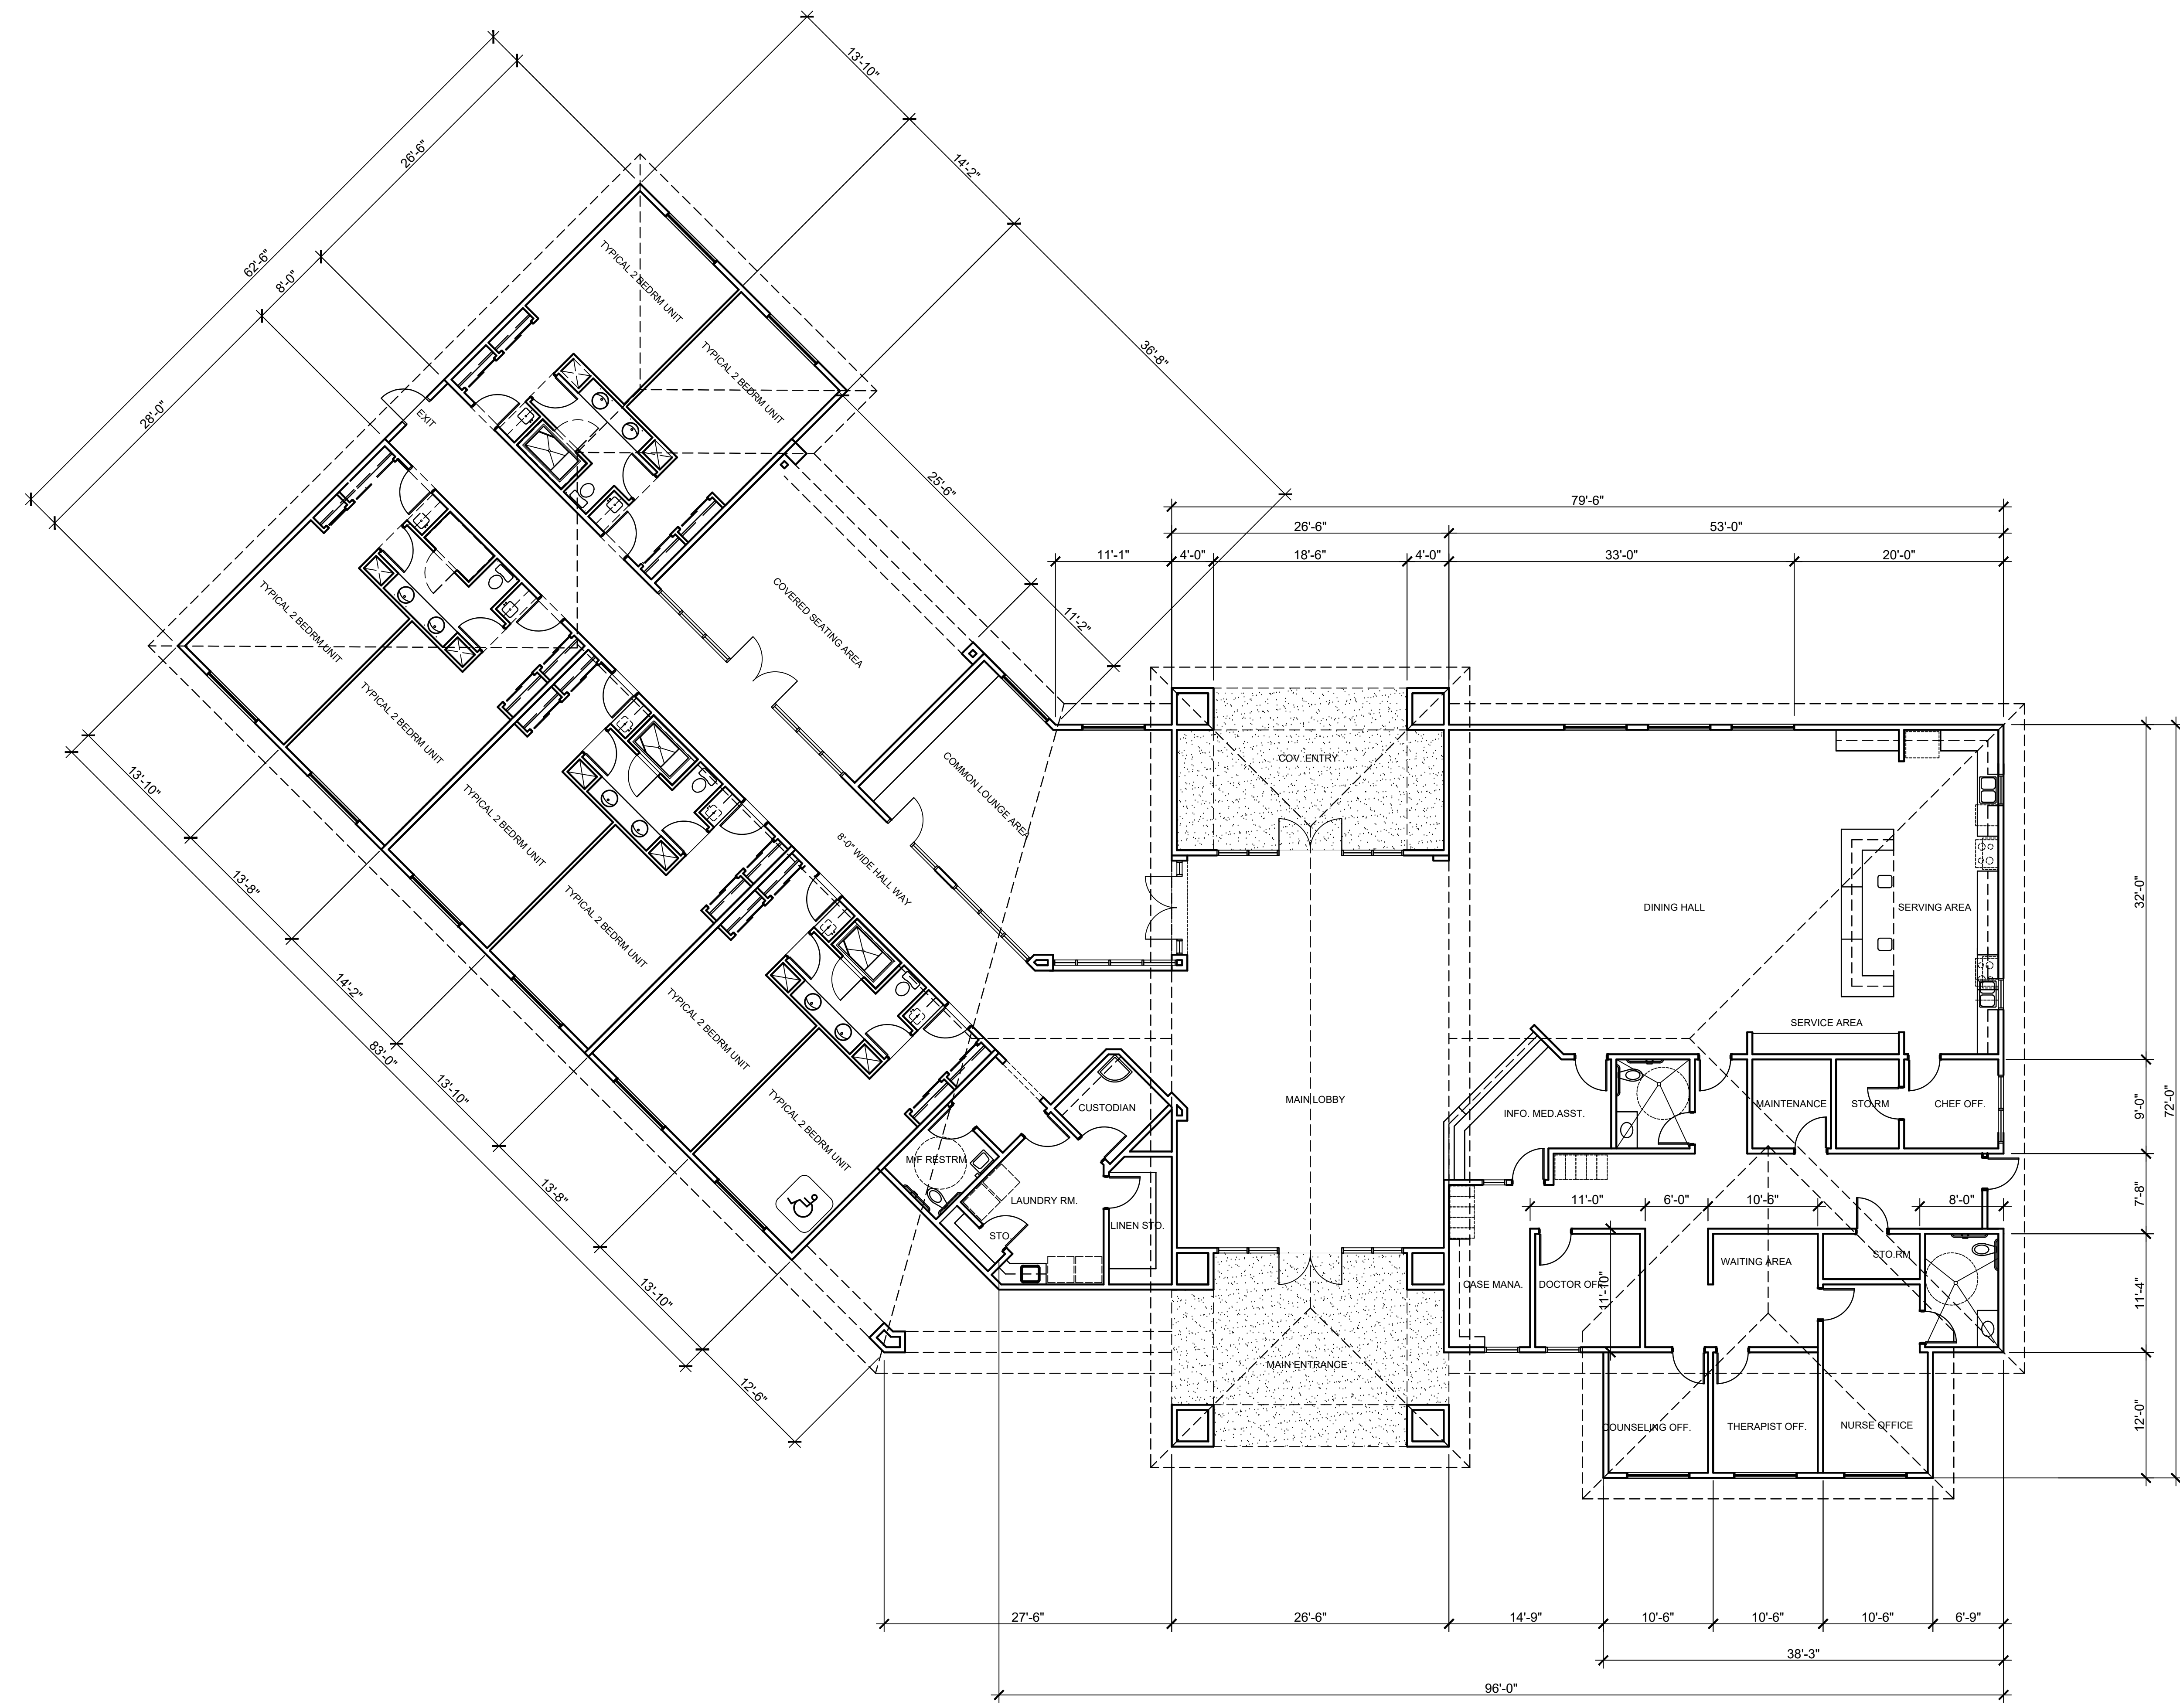 13'-10"
14'-2"
36'-8"
26'-6"
62'-6"
8'-0"
28'-0"
TYPICAL 2 BEDRM UNIT
TYPICAL 2 BEDRM UNIT
EXIT
25'-6"
11'-2"
COVERED SEATING AREA
COMMON LOUNGE AREA
8'-0" WIDE HALL WAY
TYPICAL 2 BEDRM UNIT
TYPICAL 2 BEDRM UNIT
TYPICAL 2 BEDRM UNIT
TYPICAL 2 BEDRM UNIT
TYPICAL 2 BEDRM UNIT
TYPICAL 2 BEDRM UNIT
13'-10"
13'-8"
14'-2"
83'-0"
13'-10"
13'-8"
13'-10"
12'-6"
79'-6"
26'-6"
53'-0"
11'-1"
4'-0"
18'-6"
4'-0"
33'-0"
20'-0"
COV. ENTRY
DINING HALL
SERVING AREA
SERVICE AREA
32'-0"
9'-0"
72'-0"
7'-8"
11'-4"
12'-0"
MAIN LOBBY
CUSTODIAN
M/F RESTRM
LAUNDRY RM.
LINEN STO.
STO.
INFO. MED.ASST.
MAINTENANCE
STO.RM
CHEF OFF.
11'-0"
6'-0"
10'-6"
8'-0"
CASE MANA.
DOCTOR OFF.
11'-10"
WAITING AREA
STO.RM
MAIN ENTRANCE
COUNSELING OFF.
THERAPIST OFF.
NURSE OFFICE
27'-6"
26'-6"
14'-9"
10'-6"
10'-6"
10'-6"
6'-9"
38'-3"
96'-0"